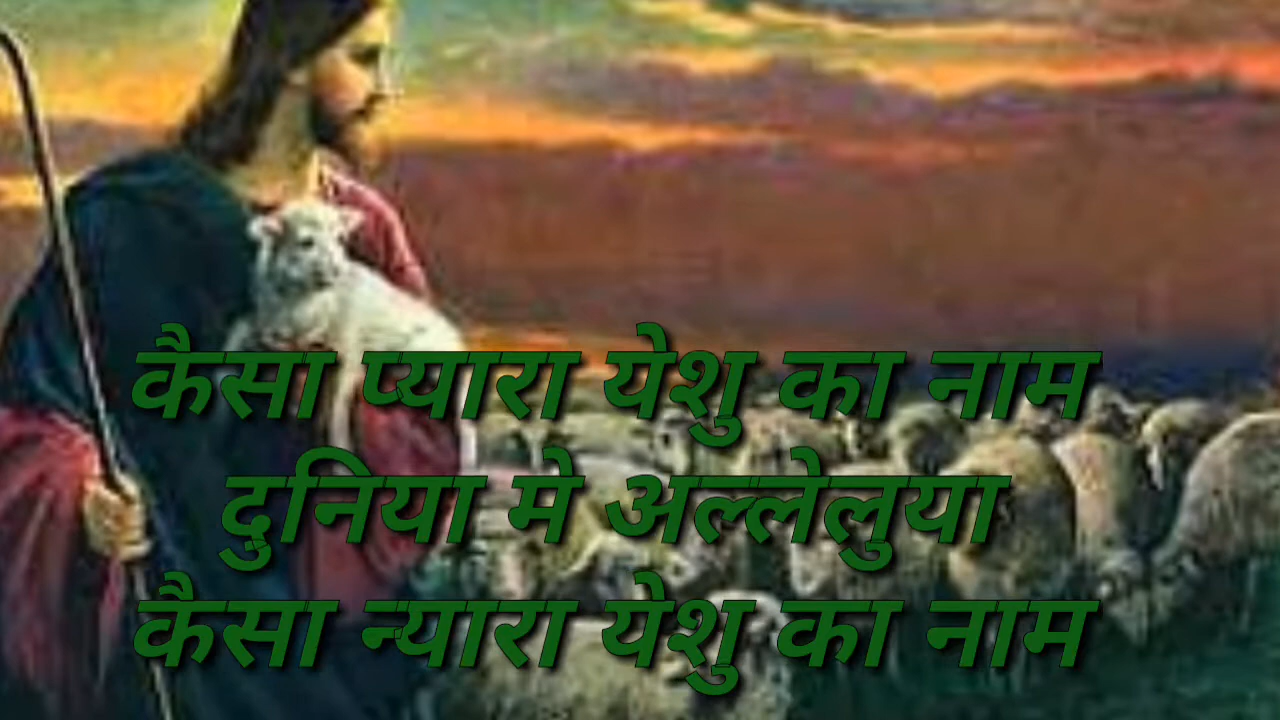 कैसा प्यारा येशु का नाम
दुनिया मे अल्लेलुया
कैसा न्यारा येशु का नाम